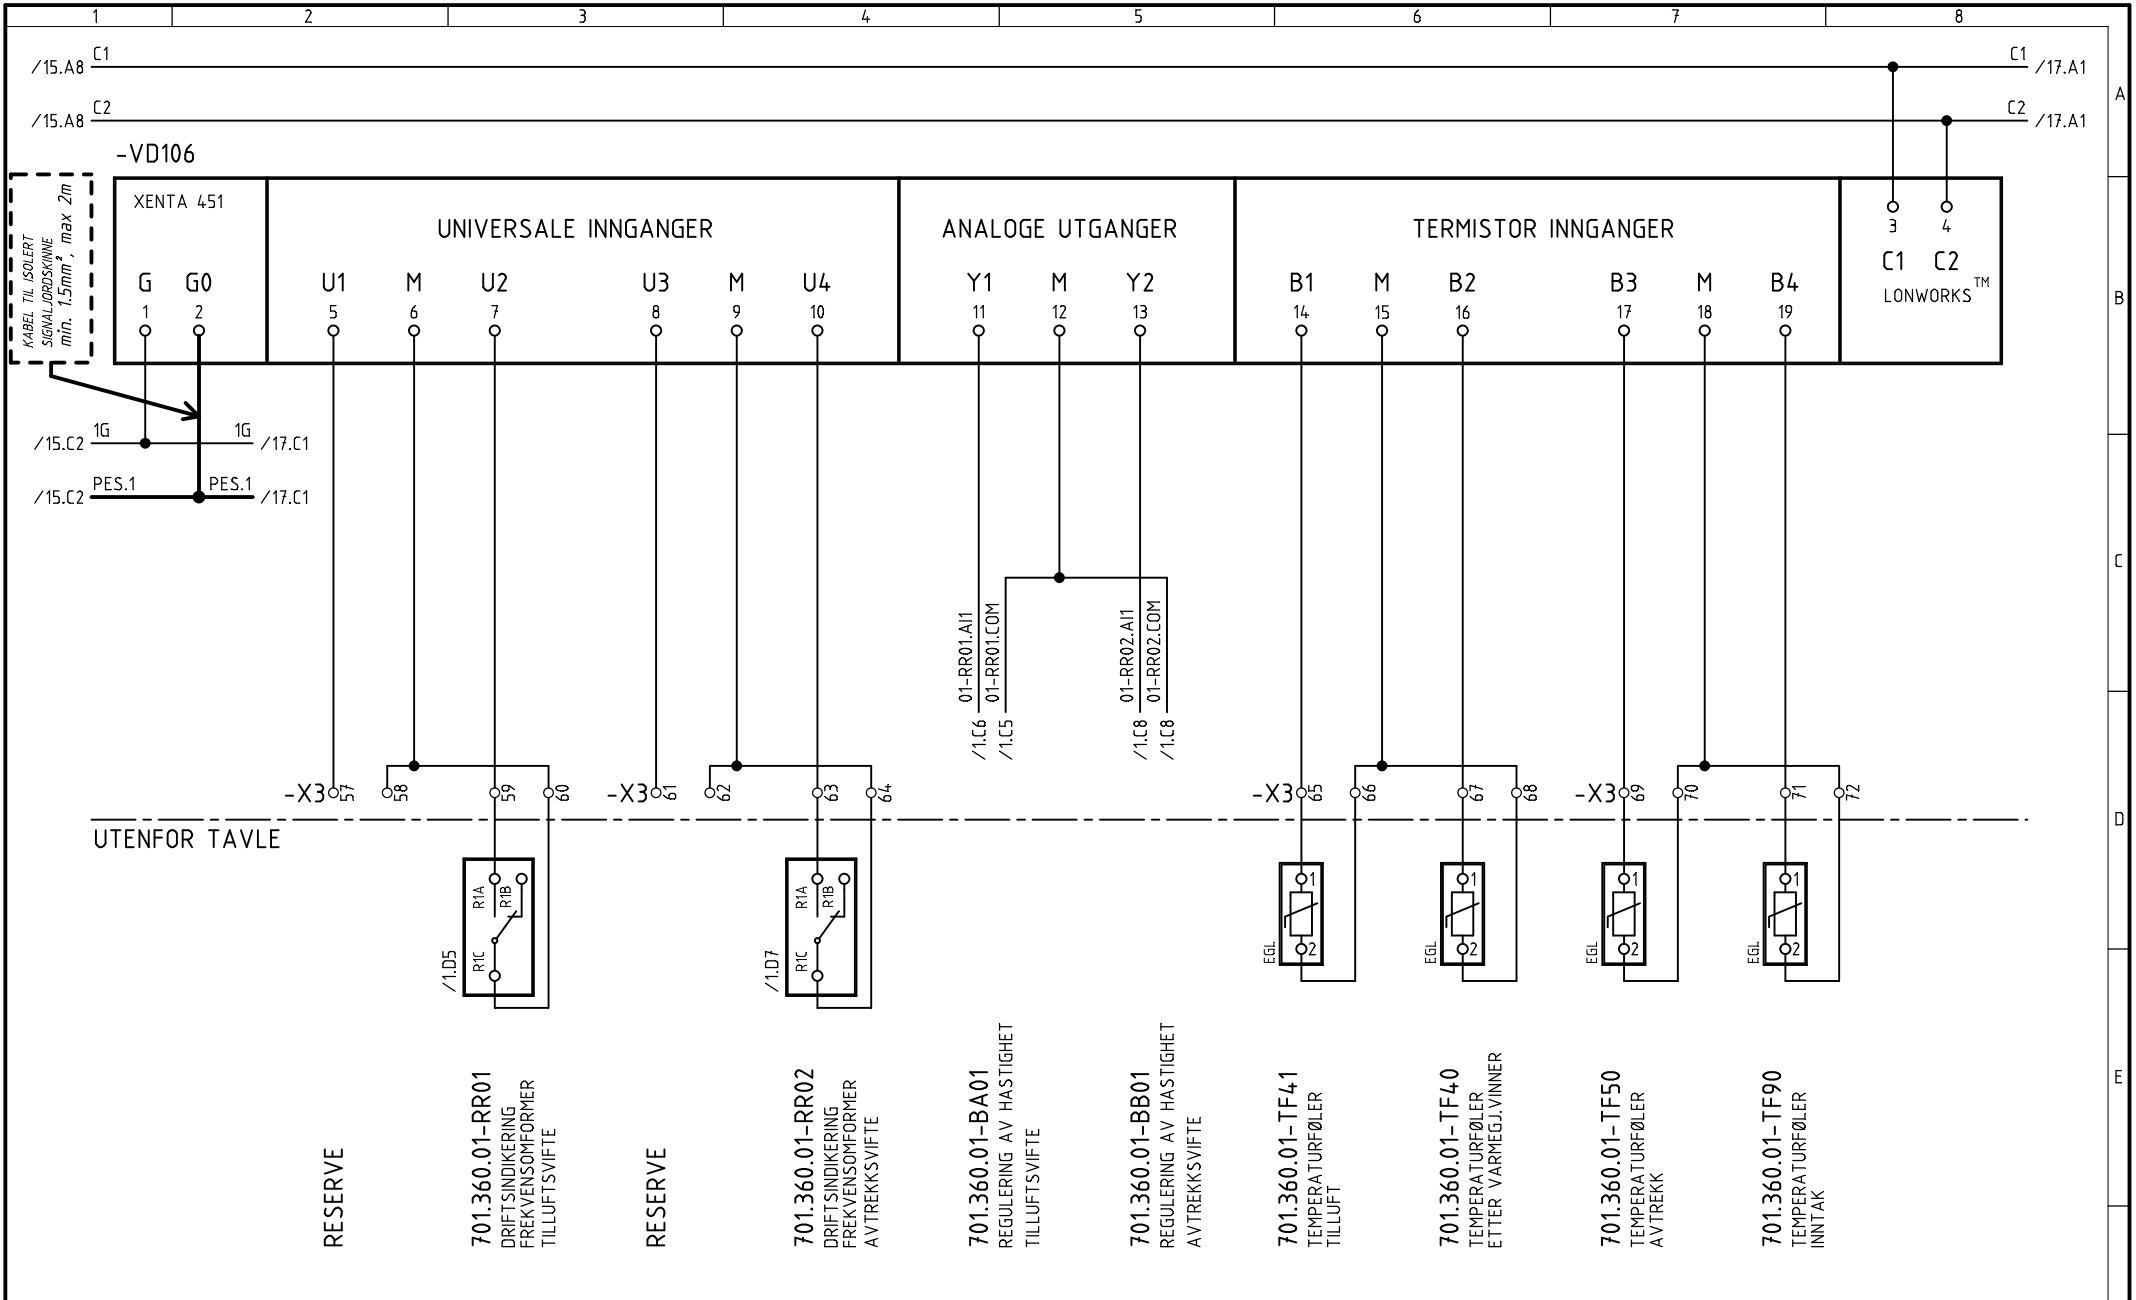 1 2 3 4 5 6 7 8
C1 C1
/15.A8 /17.A1
C2 C2
/15.A8 /17.A1
A
-VD106
KABEL TIL ISOLERT
SIGNALJORDSKINNE
min. 1.5mm², max 2m
XENTA 451
UNIVERSALE INNGANGER
ANALOGE UTGANGER
TERMISTOR INNGANGER
3 4
C1 C2
LONWORKS™
G G0 U1 M U2 U3 M U4 Y1 M Y2 B1 M B2 B3 M B4
1 2 5 6 7 8 9 10 11 12 13 14 15 16 17 18 19
B
1G 1G
/15.C2 /17.C1
PES.1 PES.1
/15.C2 /17.C1
C
01-RR01.AI1
/1.C6
01-RR01.COM
/1.C5
01-RR02.AI1
/1.C8
01-RR02.COM
/1.C8
-X3 57 58 59 60
-X3 61 62 63 64
-X3 65 66 67 68
-X3 69 70 71 72
D
UTENFOR TAVLE
/1.D5
R1A R1B
R1C
/1.D7
R1A R1B
R1C
EGL 1 2
EGL 1 2
EGL 1 2
EGL 1 2
E
RESERVE
701.360.01-RR01
DRIFTSINDIKERING
FREKVENSOMFORMER
TILLUFTSVIFTE
RESERVE
701.360.01-RR02
DRIFTSINDIKERING
FREKVENSOMFORMER
AVTREKKSVIFTE
701.360.01-BA01
REGULERING AV HASTIGHET
TILLUFTSVIFTE
701.360.01-BB01
REGULERING AV HASTIGHET
AVTREKKSVIFTE
701.360.01-TF41
TEMPERATURFØLER
TILLUFT
701.360.01-TF40
TEMPERATURFØLER
ETTER VARMEGJ.VINNER
701.360.01-TF50
TEMPERATURFØLER
AVTREKK
701.360.01-TF90
TEMPERATURFØLER
INNTAK